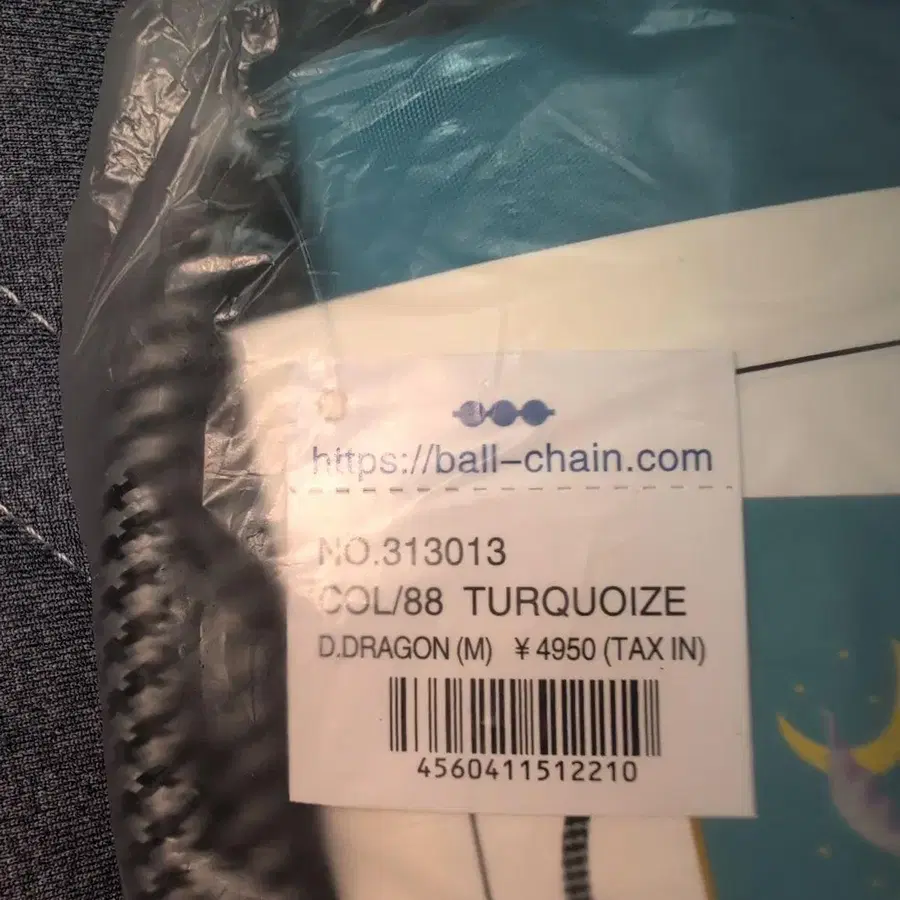 https://ball-chain.com
NO.313013
COL/88 TURQUOIZE
D.DRAGON (M) ¥4950 (TAX IN)
4560411512210